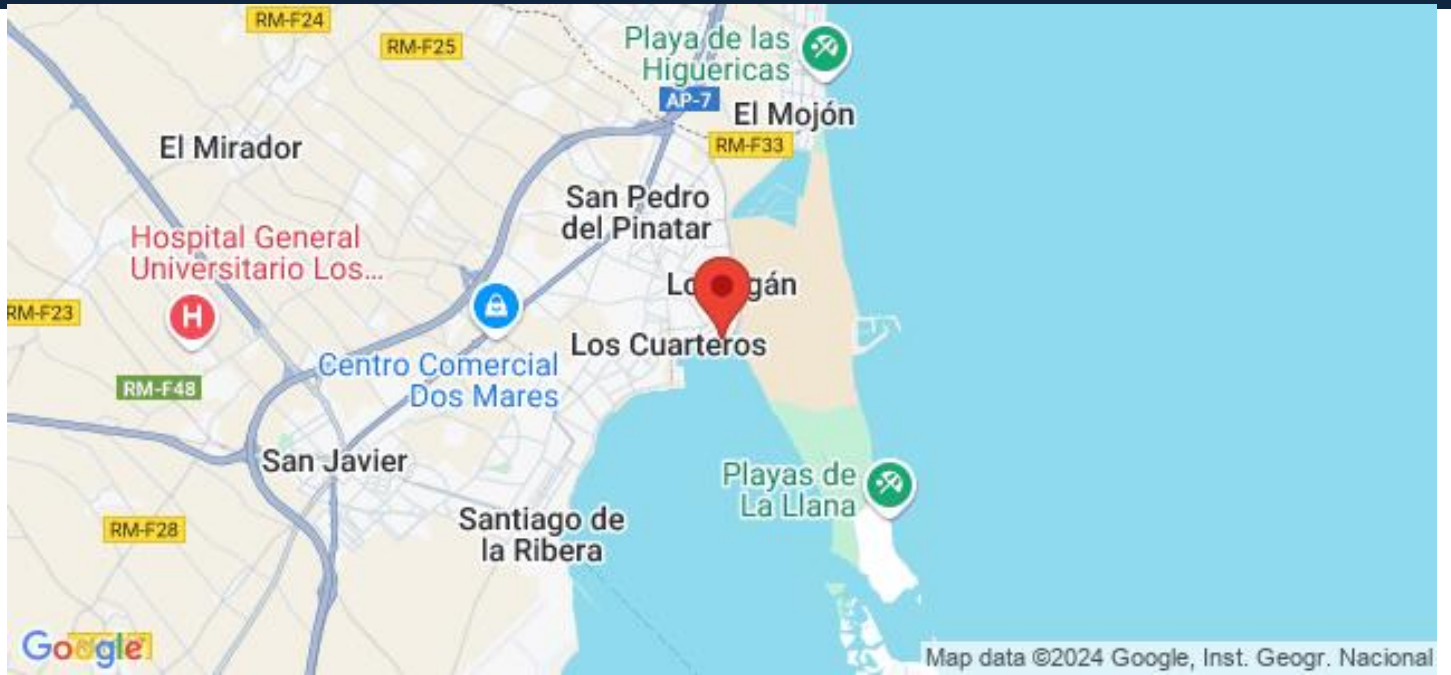 RM-F24
RM-F25
Playa de las
Higuericas
AP-7
El Mojón
RM-F33
El Mirador
San Pedro
del Pinatar
Hospital General
Universitario Los...
H
RM-F23
Los Cuarteros
Centro Comercial
Dos Mares
RM-F48
San Javier
Playas de
La Llana
RM-F28
Santiago de
la Ribera
Google
Map data ©2024 Google, Inst. Geogr. Nacional